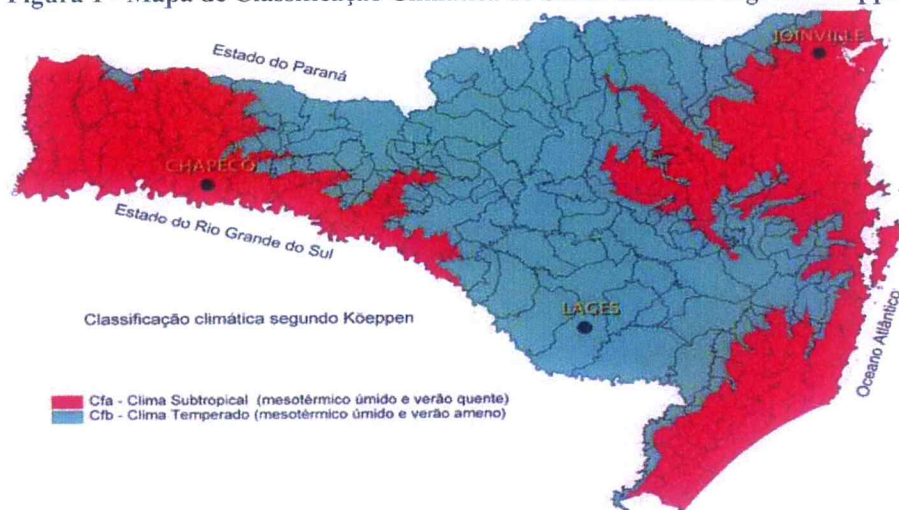 Estado do Paraná
JOINVILLE
CHAPECÓ
Estado do Rio Grande do Sul
LAGES
Oceano Atlântico
Classificação climática segundo Köeppen
Cfa - Clima Subtropical (mesotérmico úmido e verão quente)
Cfb - Clima Temperado (mesotérmico úmido e verão ameno)